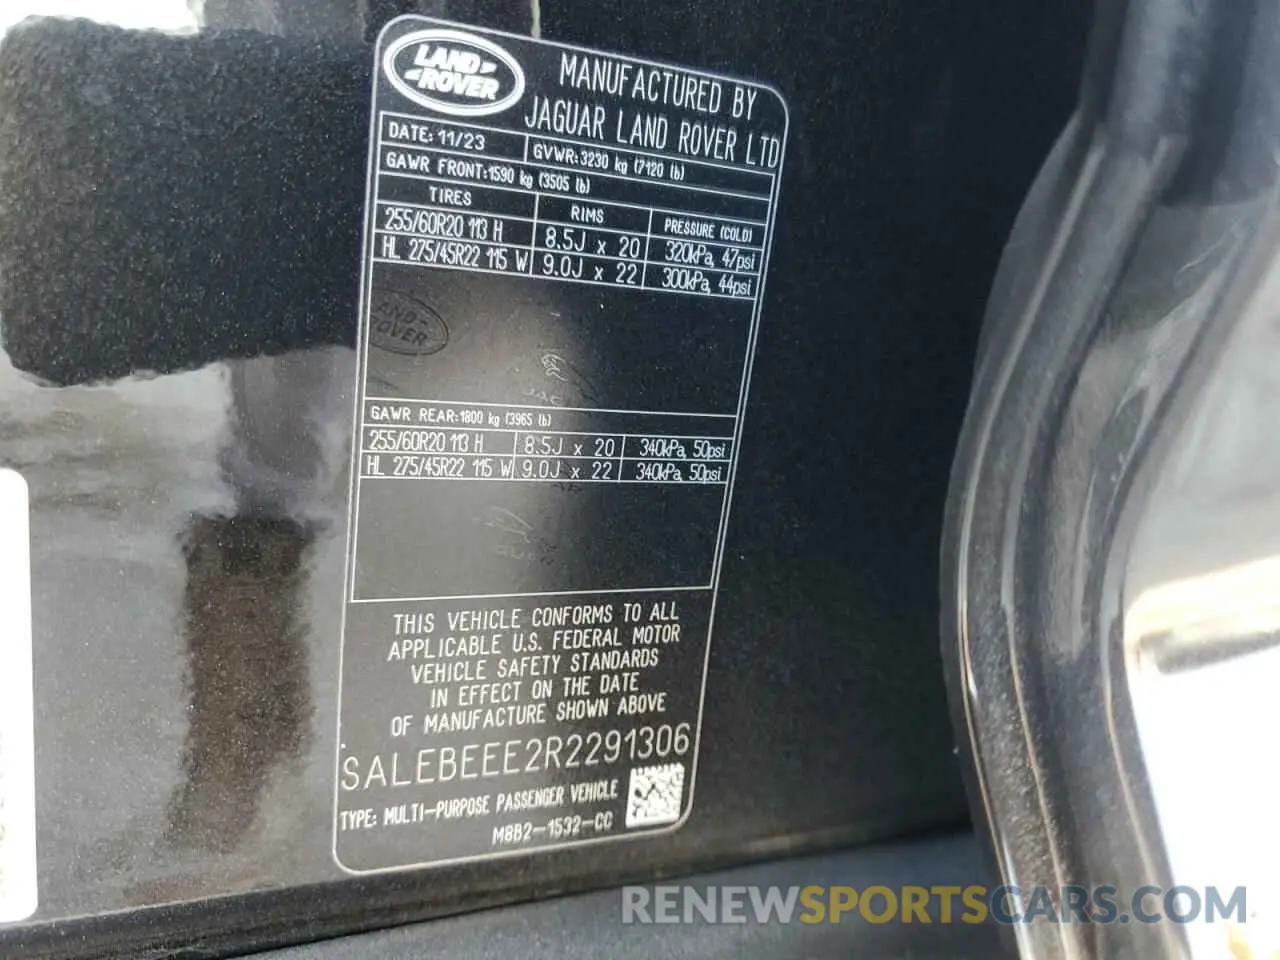 LAND ROVER
MANUFACTURED BY
JAGUAR LAND ROVER LTD
DATE: 11/23 GVWR: 3230 kg (7120 lb)
GAWR FRONT: 1590 kg (3505 lb)
TIRES RIMS PRESSURE (COLD)
255/60R20 113 H 8.5J x 20 320kPa, 47psi
HL 275/45R22 115 W 9.0J x 22 300kPa, 44psi
LAND ROVER
GAWR REAR: 1800 kg (3965 lb)
255/60R20 113 H 8.5J x 20 340kPa, 50psi
HL 275/45R22 115 W 9.0J x 22 340kPa, 50psi
THIS VEHICLE CONFORMS TO ALL
APPLICABLE U.S. FEDERAL MOTOR
VEHICLE SAFETY STANDARDS
IN EFFECT ON THE DATE
OF MANUFACTURE SHOWN ABOVE
SALEBEEE2R2291306
TYPE: MULTI-PURPOSE PASSENGER VEHICLE
M8B2-1532-CC
RENEWSPORTSCARS.COM